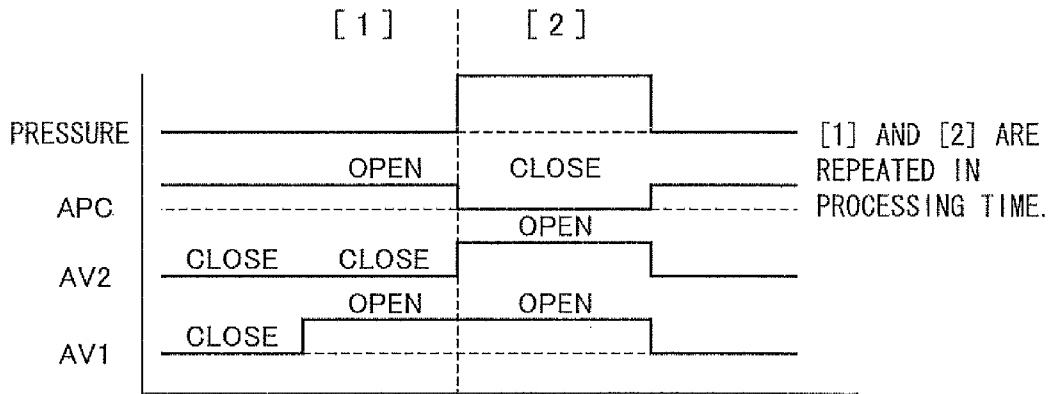 [1] [2]
PRESSURE
[1] AND [2] ARE
REPEATED IN
PROCESSING TIME.
OPEN CLOSE
APC
OPEN
CLOSE CLOSE
AV2
OPEN OPEN
CLOSE
AV1